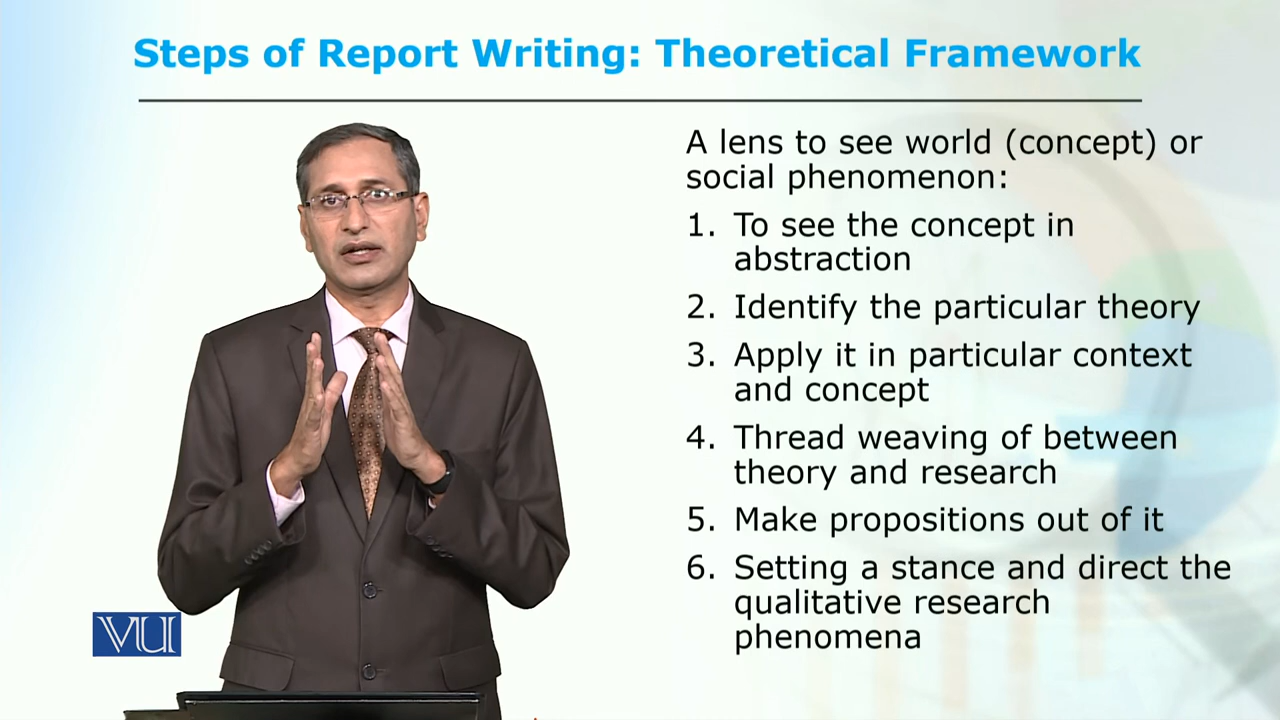 Steps of Report Writing: Theoretical Framework
A lens to see world (concept) or
social phenomenon:
1. To see the concept in
abstraction
2. Identify the particular theory
3. Apply it in particular context
and concept
4. Thread weaving of between
theory and research
5. Make propositions out of it
6. Setting a stance and direct the
qualitative research
phenomena
VU